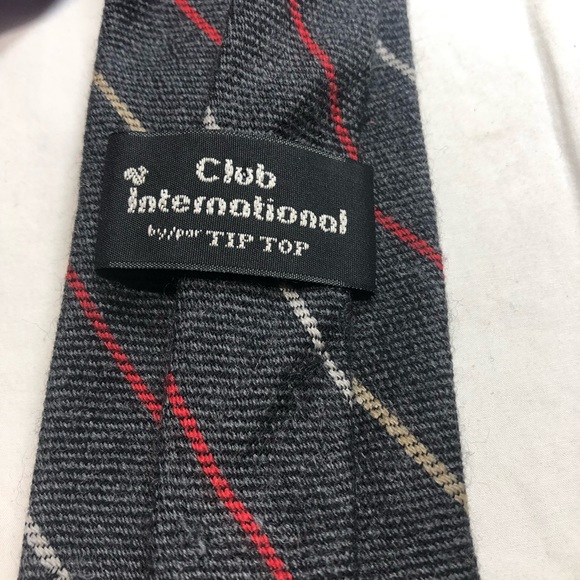 Club
International
by/par TIP TOP